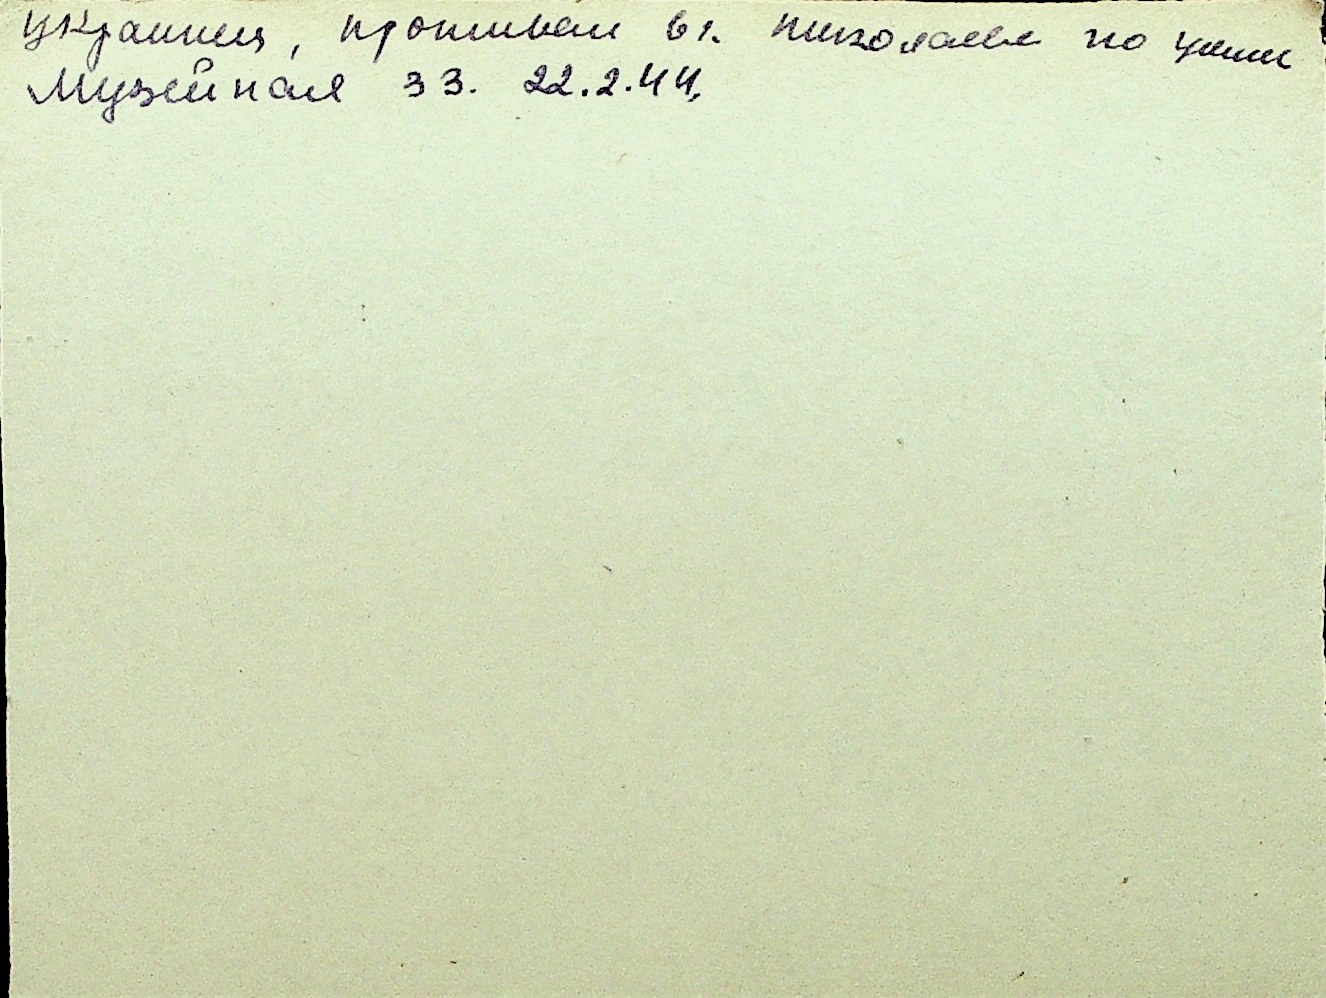 украинец, проживал в г. Николаеве по улице
Музейная 33. 22.2.44.